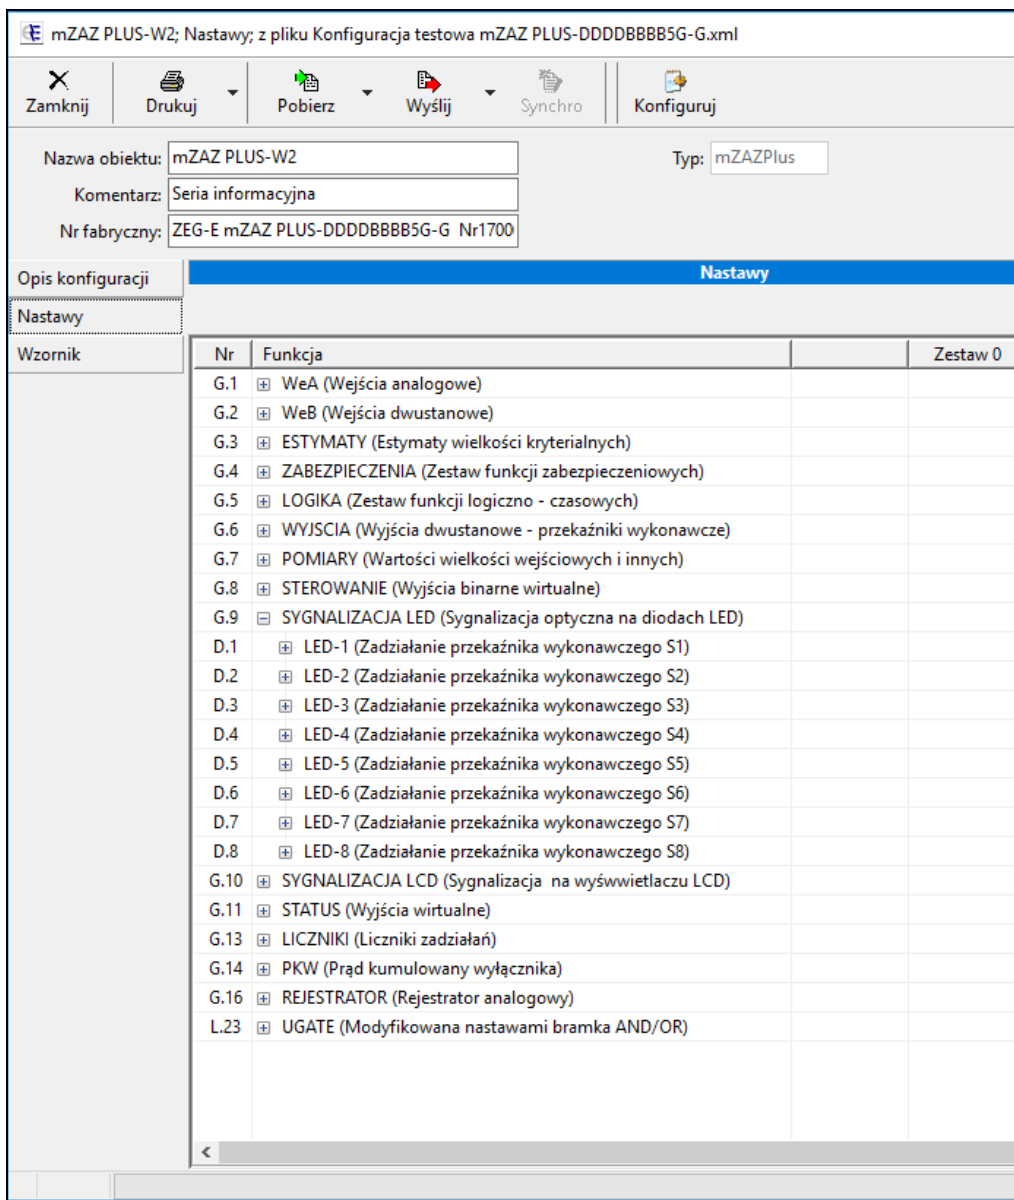 mZAZ PLUS-W2; Nastawy; z pliku Konfiguracja testowa mZAZ PLUS-DDDDBBBB5G-G.xml
Zamknij Drukuj Pobierz Wyślij Synchro Konfiguruj
Nazwa obiektu: mZAZ PLUS-W2 Typ: mZAZPlus
Komentarz: Seria informacyjna
Nr fabryczny: ZEG-E mZAZ PLUS-DDDDBBBB5G-G Nr1700
Opis konfiguracji Nastawy
Nastawy
Wzornik Nr Funkcja Zestaw 0
G.1 WeA (Wejścia analogowe)
G.2 WeB (Wejścia dwustanowe)
G.3 ESTYMATY (Estymaty wielkości kryterialnych)
G.4 ZABEZPIECZENIA (Zestaw funkcji zabezpieczeniowych)
G.5 LOGIKA (Zestaw funkcji logiczno - czasowych)
G.6 WYJSCIA (Wyjścia dwustanowe - przekaźniki wykonawcze)
G.7 POMIARY (Wartości wielkości wejściowych i innych)
G.8 STEROWANIE (Wyjścia binarne wirtualne)
G.9 SYGNALIZACJA LED (Sygnalizacja optyczna na diodach LED)
D.1 LED-1 (Zadziałanie przekaźnika wykonawczego S1)
D.2 LED-2 (Zadziałanie przekaźnika wykonawczego S2)
D.3 LED-3 (Zadziałanie przekaźnika wykonawczego S3)
D.4 LED-4 (Zadziałanie przekaźnika wykonawczego S4)
D.5 LED-5 (Zadziałanie przekaźnika wykonawczego S5)
D.6 LED-6 (Zadziałanie przekaźnika wykonawczego S6)
D.7 LED-7 (Zadziałanie przekaźnika wykonawczego S7)
D.8 LED-8 (Zadziałanie przekaźnika wykonawczego S8)
G.10 SYGNALIZACJA LCD (Sygnalizacja na wyśwwietlaczu LCD)
G.11 STATUS (Wyjścia wirtualne)
G.13 LICZNIKI (Liczniki zadziałań)
G.14 PKW (Prąd kumulowany wyłącznika)
G.16 REJESTRATOR (Rejestrator analogowy)
L.23 UGATE (Modyfikowana nastawami bramka AND/OR)